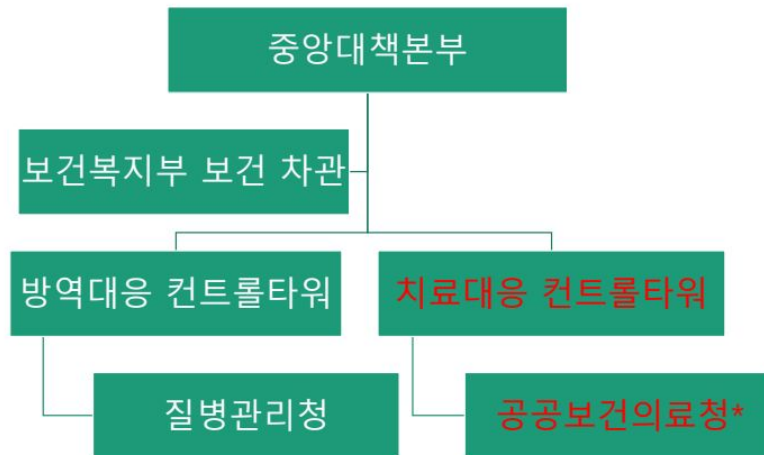 중앙대책본부
보건복지부 보건 차관
방역대응 컨트롤타워
치료대응 컨트롤타워
질병관리청
공공보건의료청*